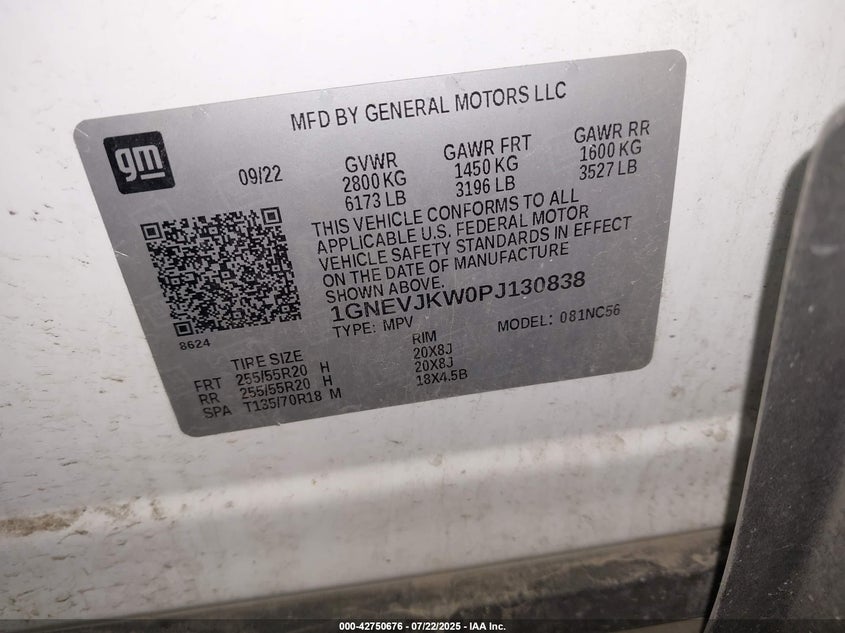 MFD BY GENERAL MOTORS LLC
gm
09/22
GVWR GAWR FRT GAWR RR
2800 KG 1450 KG 1600 KG
6173 LB 3196 LB 3527 LB
THIS VEHICLE CONFORMS TO ALL
APPLICABLE U.S. FEDERAL MOTOR
VEHICLE SAFETY STANDARDS IN EFFECT
ON THE DATE OF MANUFACTURE
SHOWN ABOVE.
1GNEVJKW0PJ130838
TYPE: MPV MODEL: 081NC56
8624
TIRE SIZE RIM
FRT 255/55R20 H 20X8J
RR 255/55R20 H 20X8J
SPA T135/70R18 M 18X4.5B
000-42750676 - 07/22/2025 - IAA Inc.